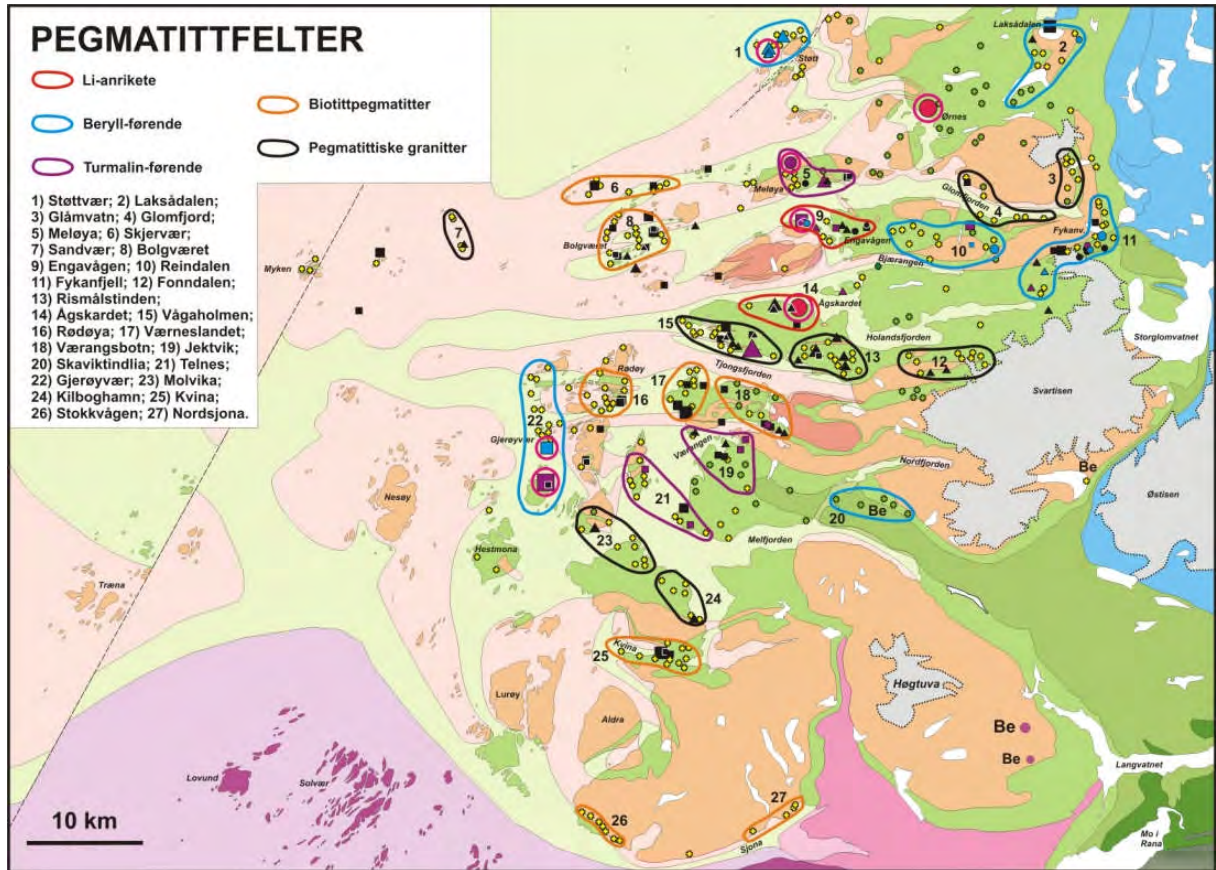 PEGMATITTFELTER
Li-anrikete
Beryll-førende
Turmalin-førende
Biotittpegmatitter
Pegmatittiske granitter
1) Støttvær; 2) Laksådalen;
3) Glåmvatn; 4) Glomfjord;
5) Meløya; 6) Skjervær;
7) Sandvær; 8) Bolgværet
9) Engavågen; 10) Reindalen
11) Fykanfjell; 12) Fonndalen;
13) Rismålstinden;
14) Ågskardet; 15) Vågaholmen;
16) Rødøya; 17) Værneslandet;
18) Værangsbotn; 19) Jektvik;
20) Skaviktindlia; 21) Telnes;
22) Gjerøyvær; 23) Molvika;
24) Kilboghamn; 25) Kvina;
26) Stokkvågen; 27) Nordsjona.
Laksådalen
1
Støtt
2
Ørnes
3
5
Meløya
6
Glomfjorden
4
9
8
7
Engavågen
Fykanv.
11
10
Bolgværet
Myken
Bjærangen
14
Ågskardet
15
Holandsfjorden
Storglomvatnet
13
12
Tjongsfjorden
Rødøy
17
Svartisen
16
18
22
Gjerøyvær
Værangen
Nordfjorden
19
Be
Nesøy
21
Østisen
20
Be
23
Melfjorden
Hestmona
Træna
24
Kvina
25
Høgtuva
Lurøy
Aldra
Be
Be
Langvatnet
Lovund
Solvær
27
10 km
26
Sjona
Mo i
Rana